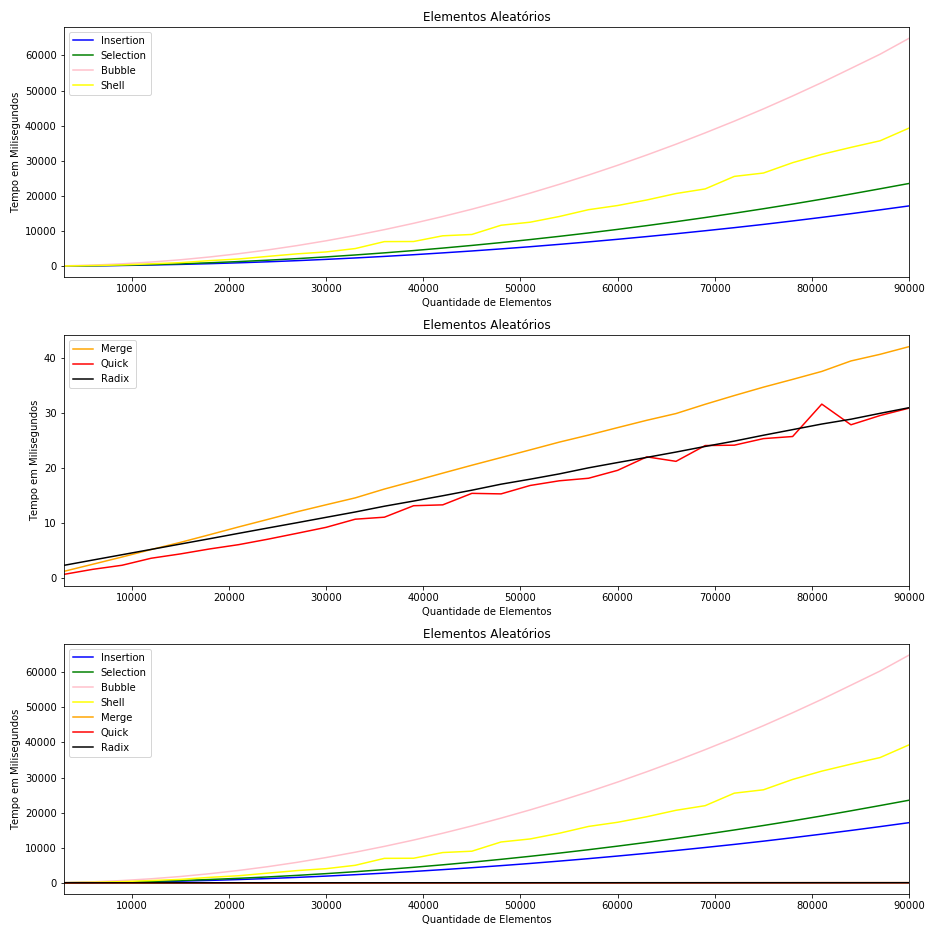 Elementos Aleatórios
Insertion
Selection
Bubble
Shell
60000
50000
40000
30000
20000
10000
0
Tempo em Milisegundos
10000 20000 30000 40000 50000 60000 70000 80000 90000
Quantidade de Elementos
Elementos Aleatórios
Merge
Quick
Radix
40
30
20
10
0
Tempo em Milisegundos
10000 20000 30000 40000 50000 60000 70000 80000 90000
Quantidade de Elementos
Elementos Aleatórios
Insertion
Selection
Bubble
Shell
Merge
Quick
Radix
60000
50000
40000
30000
20000
10000
0
Tempo em Milisegundos
10000 20000 30000 40000 50000 60000 70000 80000 90000
Quantidade de Elementos